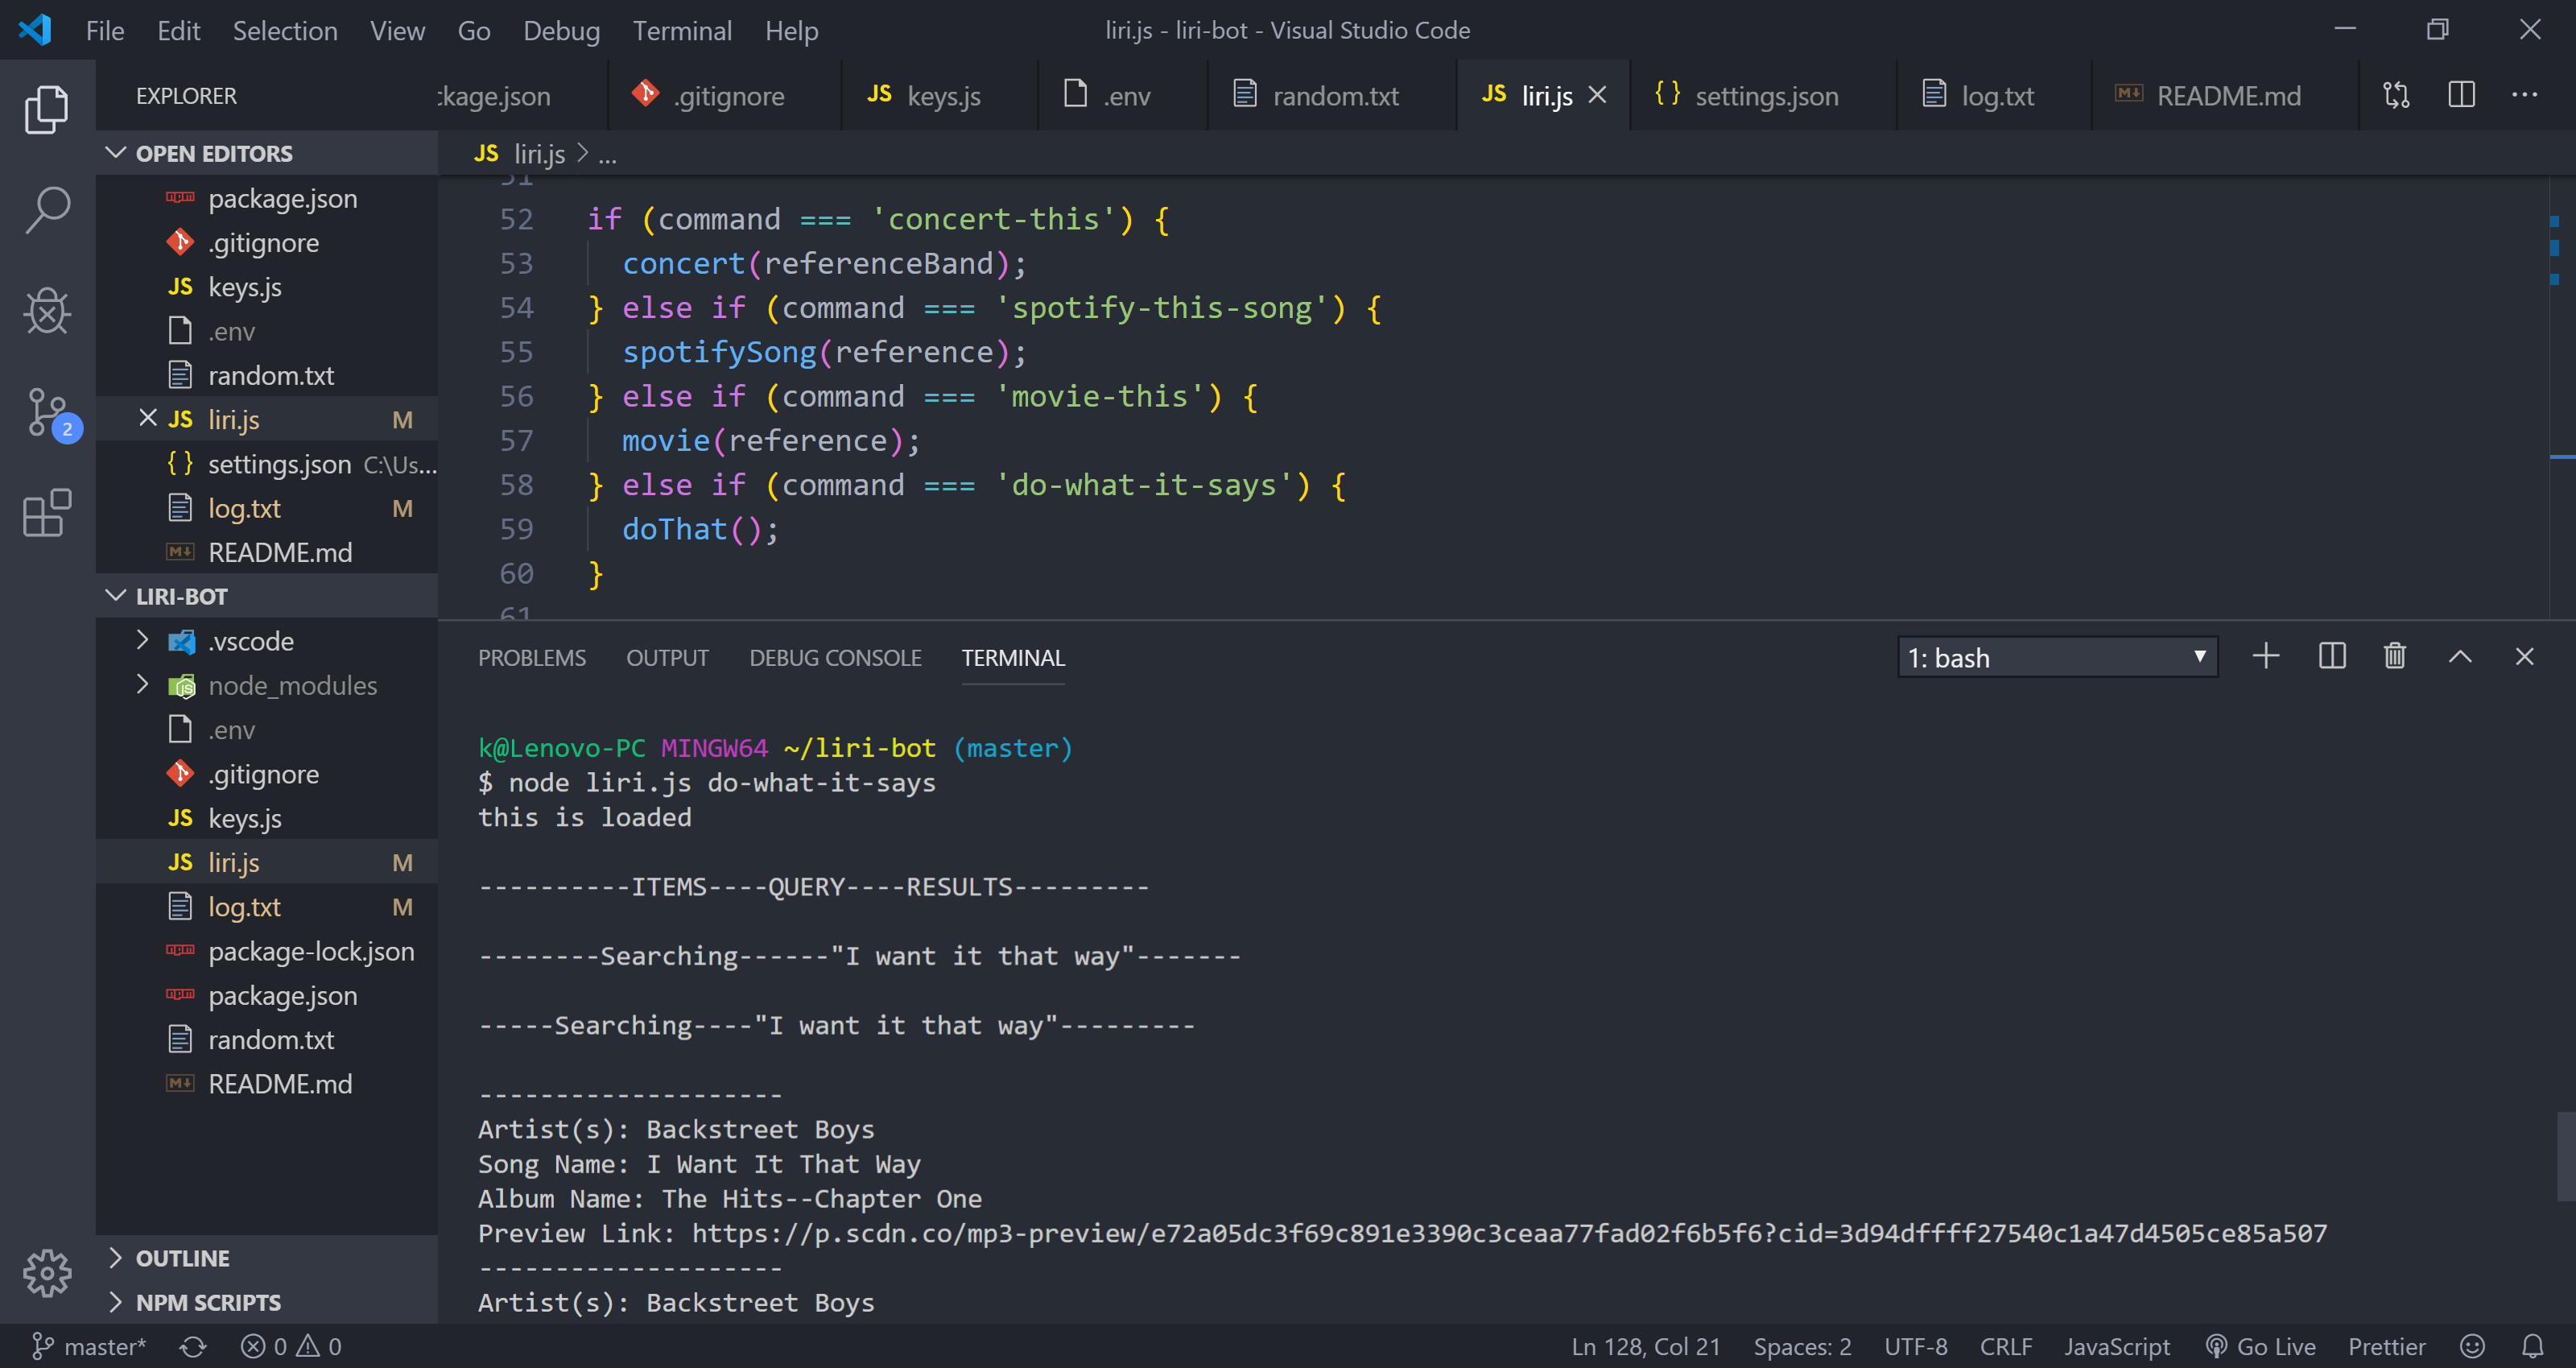 File Edit Selection View Go Debug Terminal Help
liri.js - liri-bot - Visual Studio Code
EXPLORER
ckage.json .gitignore JS keys.js .env random.txt JS liri.js {} settings.json log.txt M↓ README.md
OPEN EDITORS
JS liri.js > ...
package.json
.gitignore
JS keys.js
.env
random.txt
JS liri.js M
{} settings.json C:\Us...
log.txt M
M↓ README.md
2
LIRI-BOT
.vscode
node_modules
.env
.gitignore
JS keys.js
JS liri.js M
log.txt M
package-lock.json
package.json
random.txt
M↓ README.md
OUTLINE
NPM SCRIPTS
51
52 if (command === 'concert-this') {
53 concert(referenceBand);
54 } else if (command === 'spotify-this-song') {
55 spotifySong(reference);
56 } else if (command === 'movie-this') {
57 movie(reference);
58 } else if (command === 'do-what-it-says') {
59 doThat();
60 }
61
PROBLEMS OUTPUT DEBUG CONSOLE TERMINAL
1: bash
k@Lenovo-PC MINGW64 ~/liri-bot (master)
$ node liri.js do-what-it-says
this is loaded
----------ITEMS----QUERY----RESULTS---------
--------Searching------"I want it that way"-------
-----Searching----"I want it that way"---------
--------------------
Artist(s): Backstreet Boys
Song Name: I Want It That Way
Album Name: The Hits--Chapter One
Preview Link: https://p.scdn.co/mp3-preview/e72a05dc3f69c891e3390c3ceaa77fad02f6b5f6?cid=3d94dffff27540c1a47d4505ce85a507
--------------------
Artist(s): Backstreet Boys
master* 0 0
Ln 128, Col 21 Spaces: 2 UTF-8 CRLF JavaScript Go Live Prettier